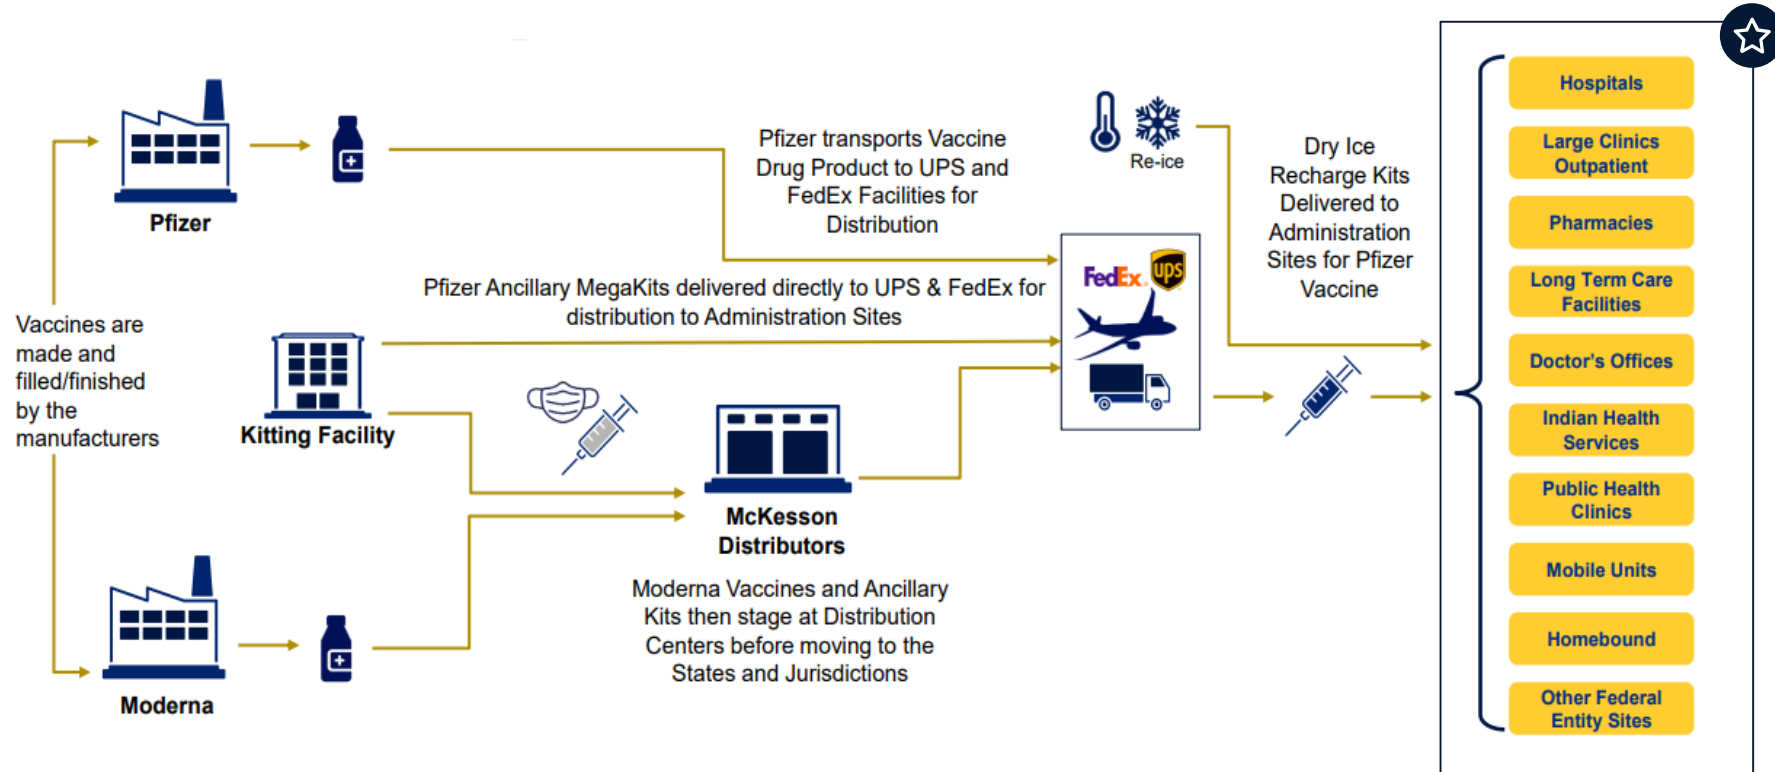 Vaccines are
made and
filled/finished
by the
manufacturers
Pfizer
Pfizer transports Vaccine
Drug Product to UPS and
FedEx Facilities for
Distribution
Pfizer Ancillary MegaKits delivered directly to UPS & FedEx for
distribution to Administration Sites
Kitting Facility
McKesson
Distributors
Moderna Vaccines and Ancillary
Kits then stage at Distribution
Centers before moving to the
States and Jurisdictions
Moderna
FedEx
ups
Re-ice
Dry Ice
Recharge Kits
Delivered to
Administration
Sites for Pfizer
Vaccine
Hospitals
Large Clinics
Outpatient
Pharmacies
Long Term Care
Facilities
Doctor's Offices
Indian Health
Services
Public Health
Clinics
Mobile Units
Homebound
Other Federal
Entity Sites